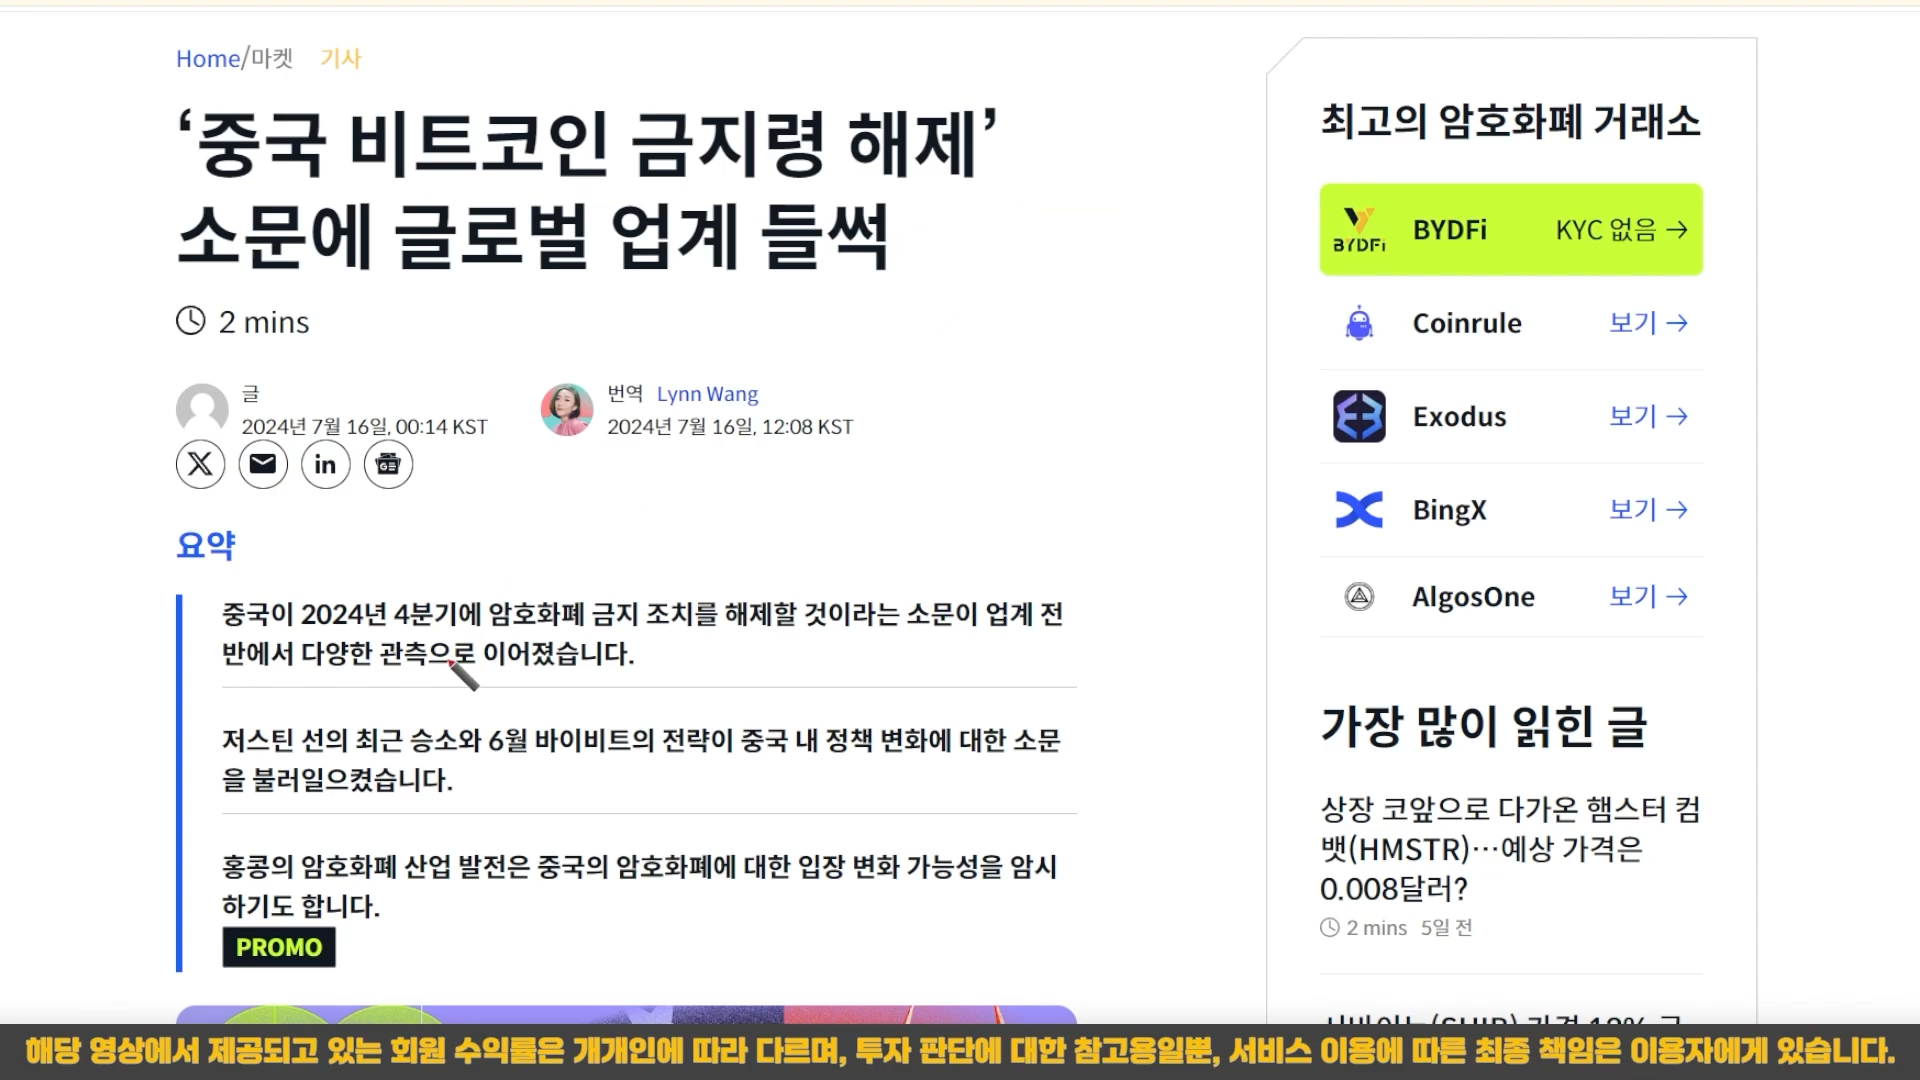 Home/마켓 기사
‘중국 비트코인 금지령 해제’
소문에 글로벌 업계 들썩
2 mins
글
2024년 7월 16일, 00:14 KST
번역 Lynn Wang
2024년 7월 16일, 12:08 KST
요약
중국이 2024년 4분기에 암호화폐 금지 조치를 해제할 것이라는 소문이 업계 전
반에서 다양한 관측으로 이어졌습니다.
저스틴 선의 최근 승소와 6월 바이비트의 전략이 중국 내 정책 변화에 대한 소문
을 불러일으켰습니다.
홍콩의 암호화폐 산업 발전은 중국의 암호화폐에 대한 입장 변화 가능성을 암시
하기도 합니다.
PROMO
최고의 암호화폐 거래소
BYDFi BYDFi KYC 없음 →
Coinrule 보기 →
Exodus 보기 →
BingX 보기 →
AlgosOne 보기 →
가장 많이 읽힌 글
상장 코앞으로 다가온 햄스터 컴
뱃(HMSTR)…예상 가격은
0.008달러?
2 mins 5일 전
해당 영상에서 제공되고 있는 회원 수익률은 개개인에 따라 다르며, 투자 판단에 대한 참고용일뿐, 서비스 이용에 따른 최종 책임은 이용자에게 있습니다.